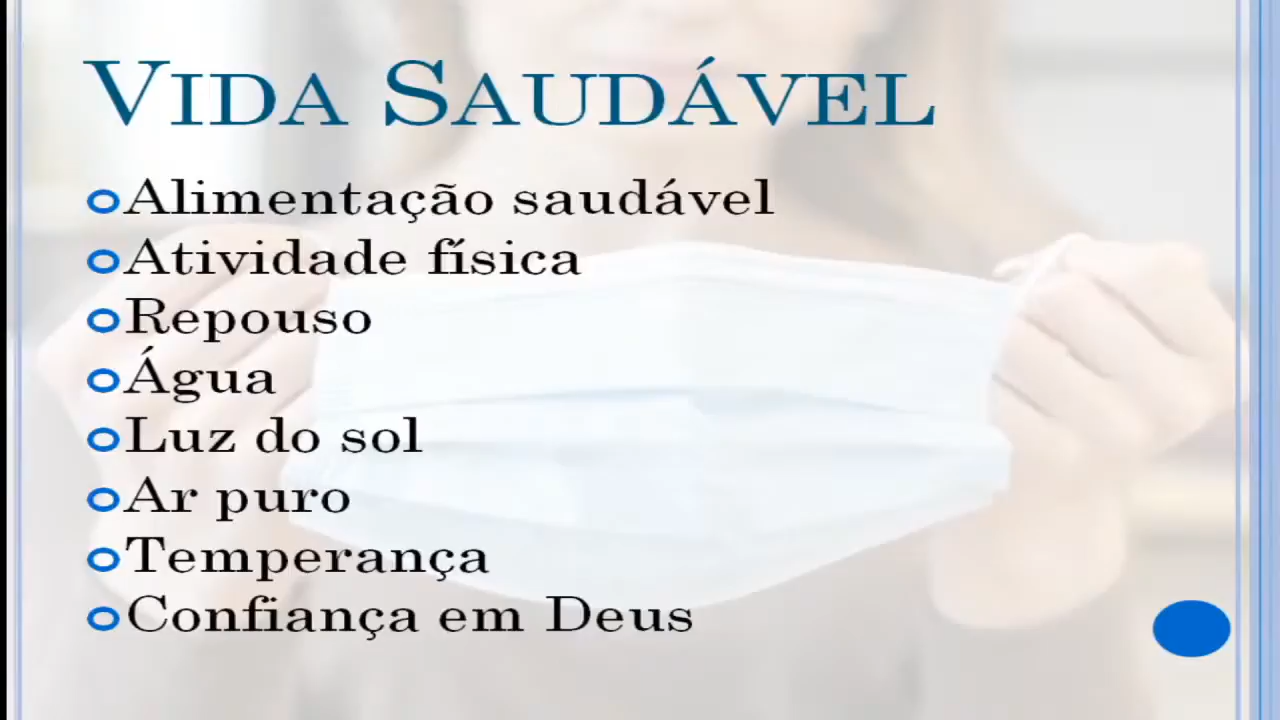 Vida Saudável
Alimentação saudável
Atividade física
Repouso
Água
Luz do sol
Ar puro
Temperança
Confiança em Deus